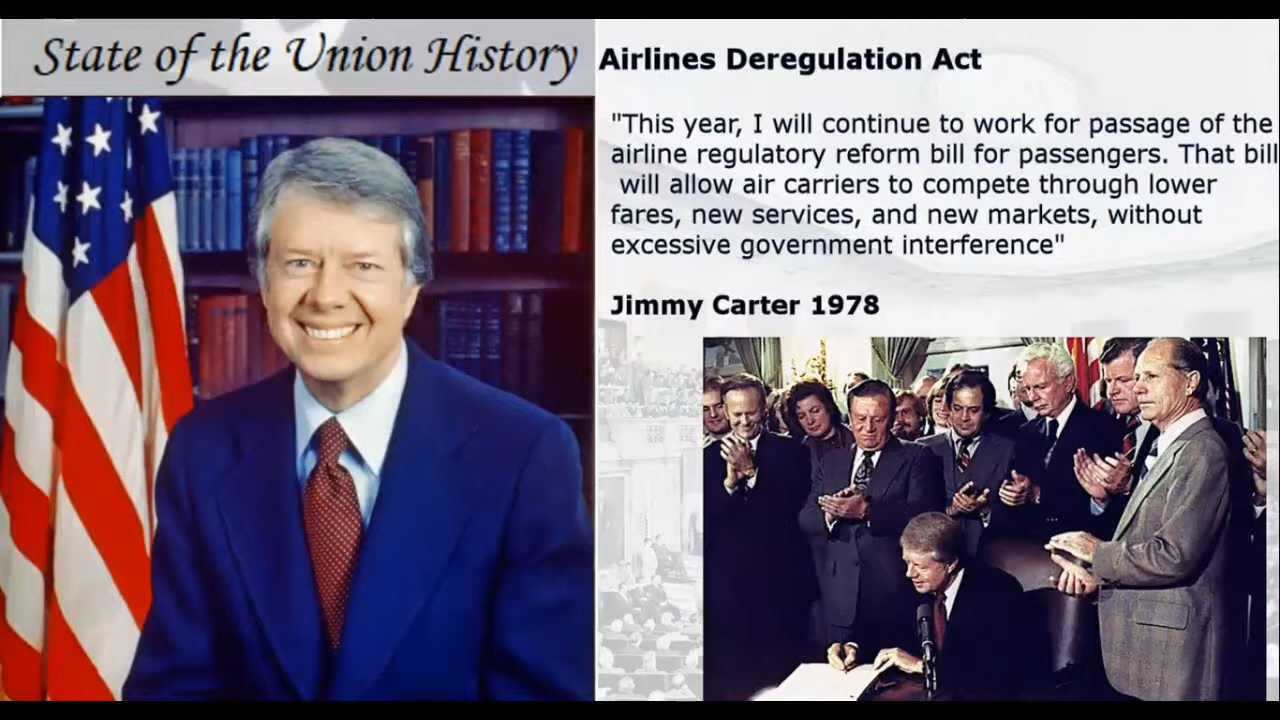 State of the Union History
Airlines Deregulation Act
"This year, I will continue to work for passage of the
airline regulatory reform bill for passengers. That bill
will allow air carriers to compete through lower
fares, new services, and new markets, without
excessive government interference"
Jimmy Carter 1978